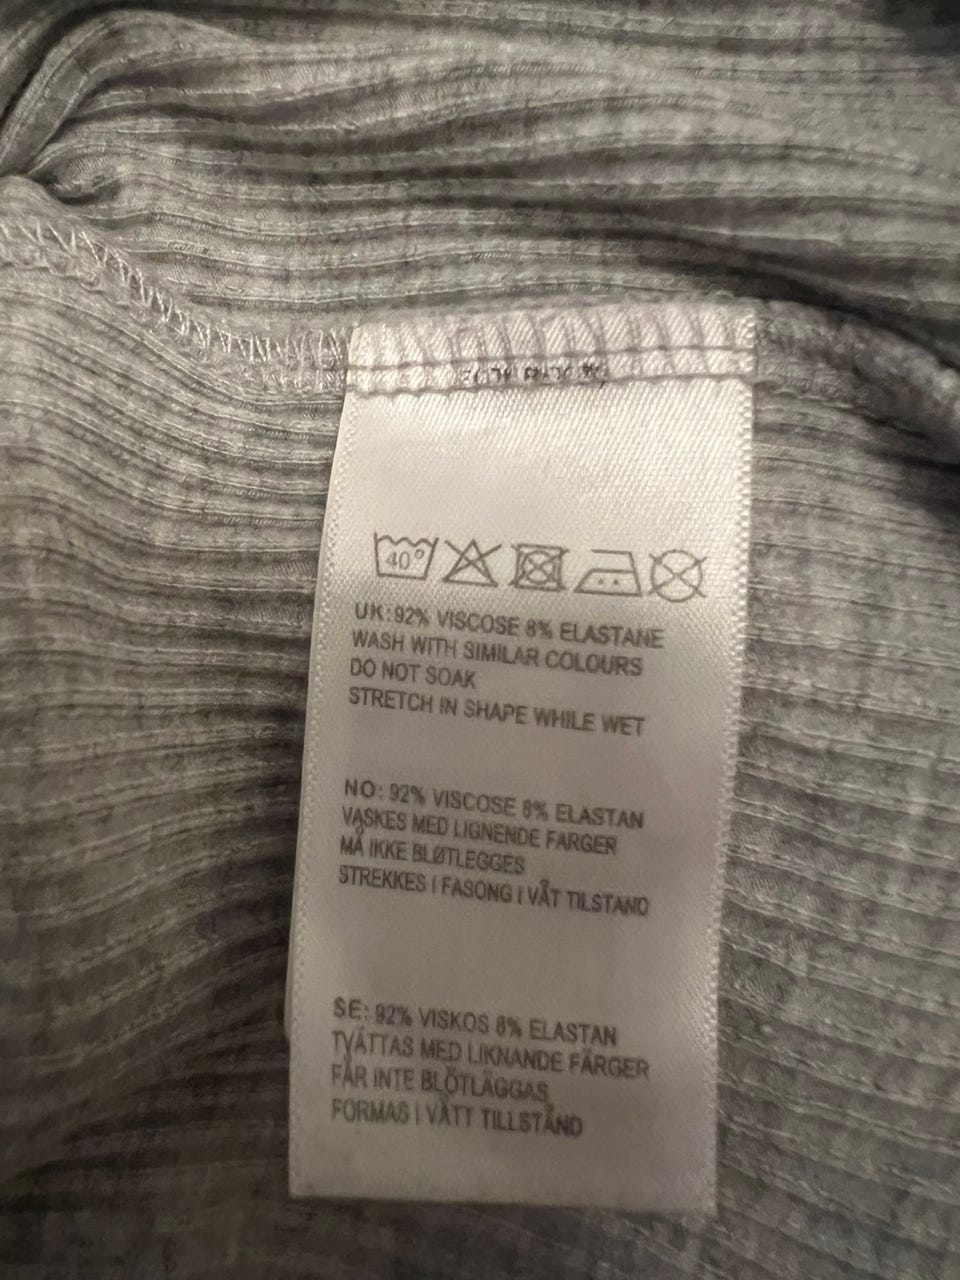 40°
UK: 92% VISCOSE 8% ELASTANE
WASH WITH SIMILAR COLOURS
DO NOT SOAK
STRETCH IN SHAPE WHILE WET
NO: 92% VISCOSE 8% ELASTAN
VASKES MED LIGNENDE FARGER
MÅ IKKE BLØTLEGGES
STREKKES I FASONG I VÅT TILSTAND
SE: 92% VISKOS 8% ELASTAN
TVÄTTAS MED LIKNANDE FÄRGER
FÅR INTE BLÖTLÄGGAS
FORMAS I VÅTT TILLSTÅND